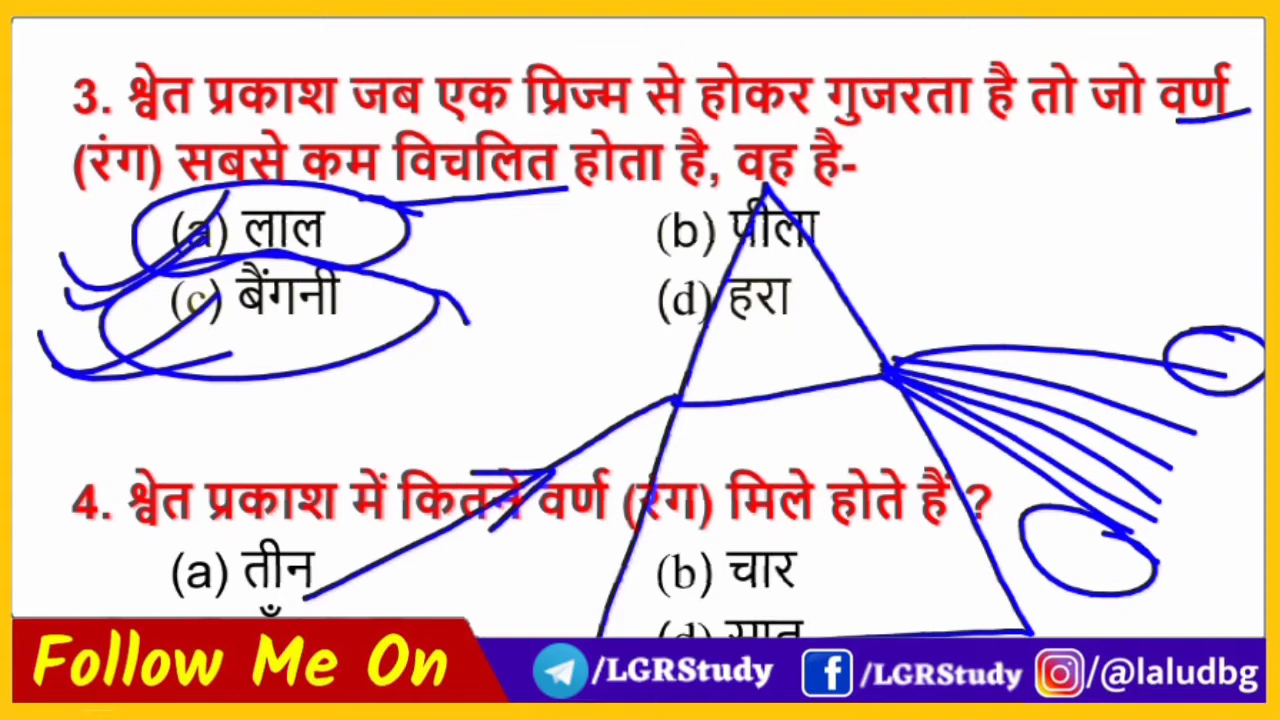 3. श्वेत प्रकाश जब एक प्रिज्म से होकर गुजरता है तो जो वर्ण
(रंग) सबसे कम विचलित होता है, वह है-
(a) लाल (b) पीला
(c) बैंगनी (d) हरा
4. श्वेत प्रकाश में कितने वर्ण (रंग) मिले होते हैं ?
(a) तीन (b) चार
(d) सात
Follow Me On /LGRStudy /LGRStudy /@laludbg